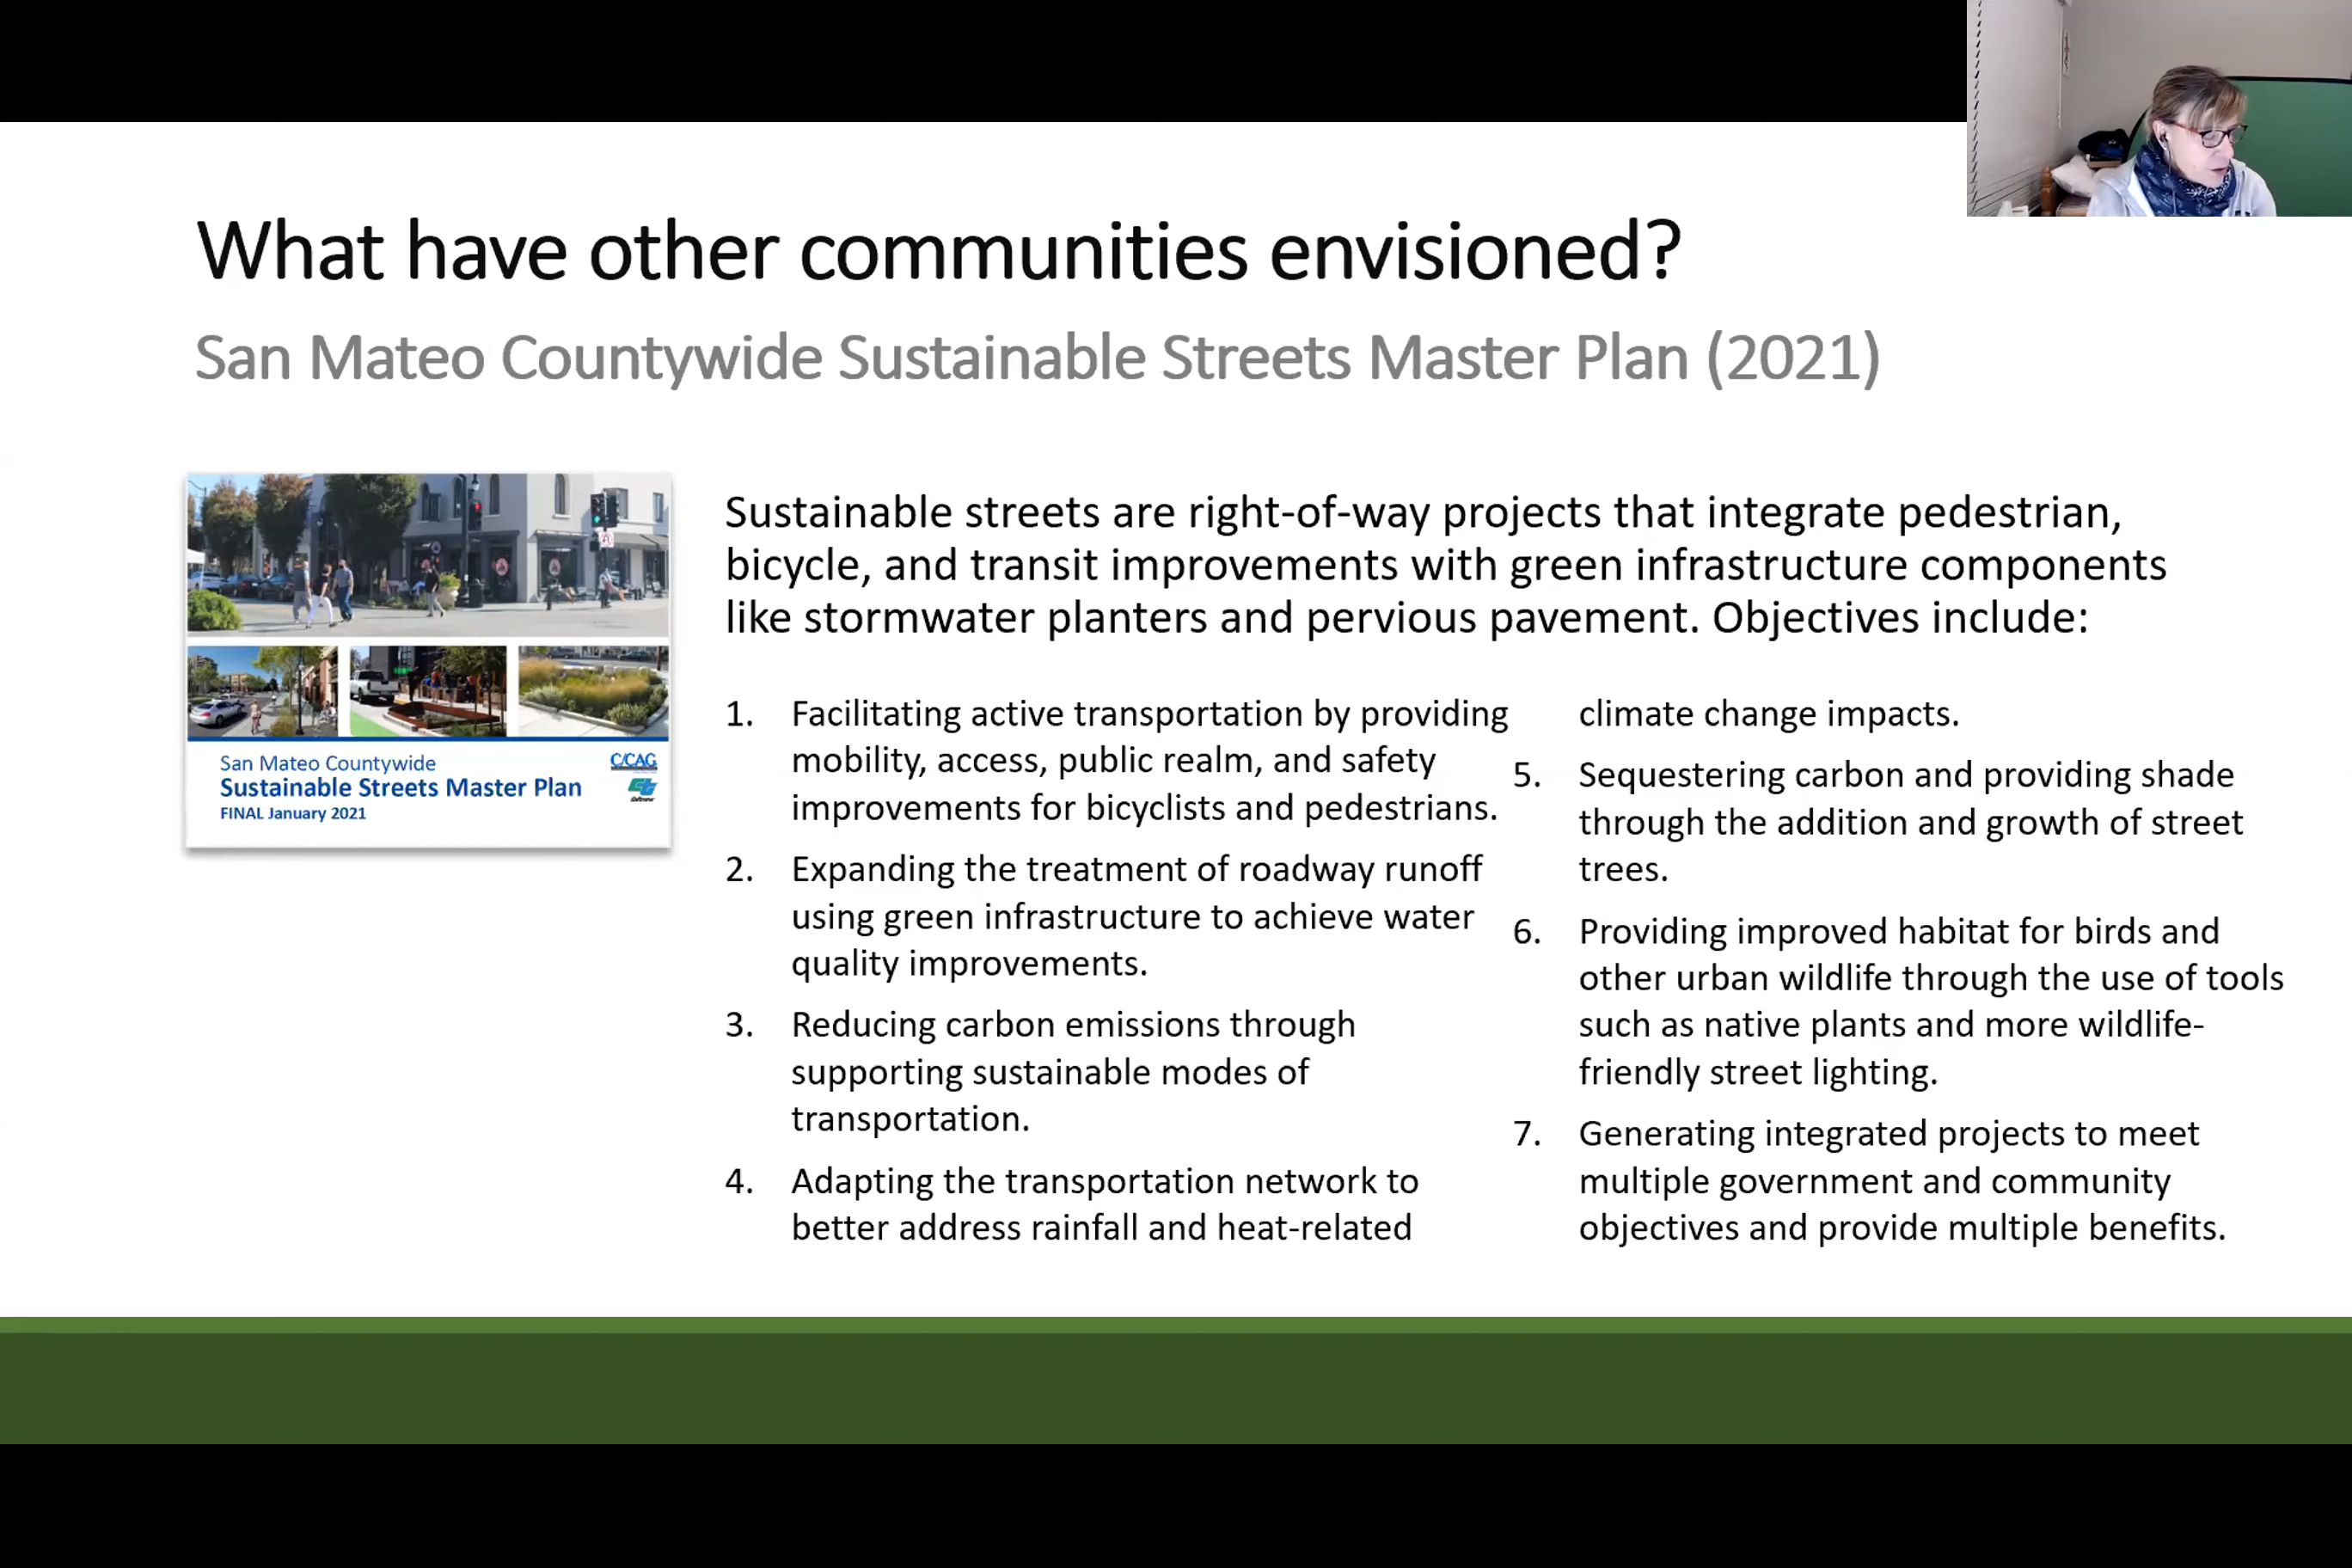 What have other communities envisioned?
San Mateo Countywide Sustainable Streets Master Plan (2021)
San Mateo Countywide
Sustainable Streets Master Plan
FINAL January 2021
C/CAG
Sustainable streets are right-of-way projects that integrate pedestrian,
bicycle, and transit improvements with green infrastructure components
like stormwater planters and pervious pavement. Objectives include:
1. Facilitating active transportation by providing
mobility, access, public realm, and safety
improvements for bicyclists and pedestrians.
2. Expanding the treatment of roadway runoff
using green infrastructure to achieve water
quality improvements.
3. Reducing carbon emissions through
supporting sustainable modes of
transportation.
4. Adapting the transportation network to
better address rainfall and heat-related
climate change impacts.
5. Sequestering carbon and providing shade
through the addition and growth of street
trees.
6. Providing improved habitat for birds and
other urban wildlife through the use of tools
such as native plants and more wildlife-
friendly street lighting.
7. Generating integrated projects to meet
multiple government and community
objectives and provide multiple benefits.